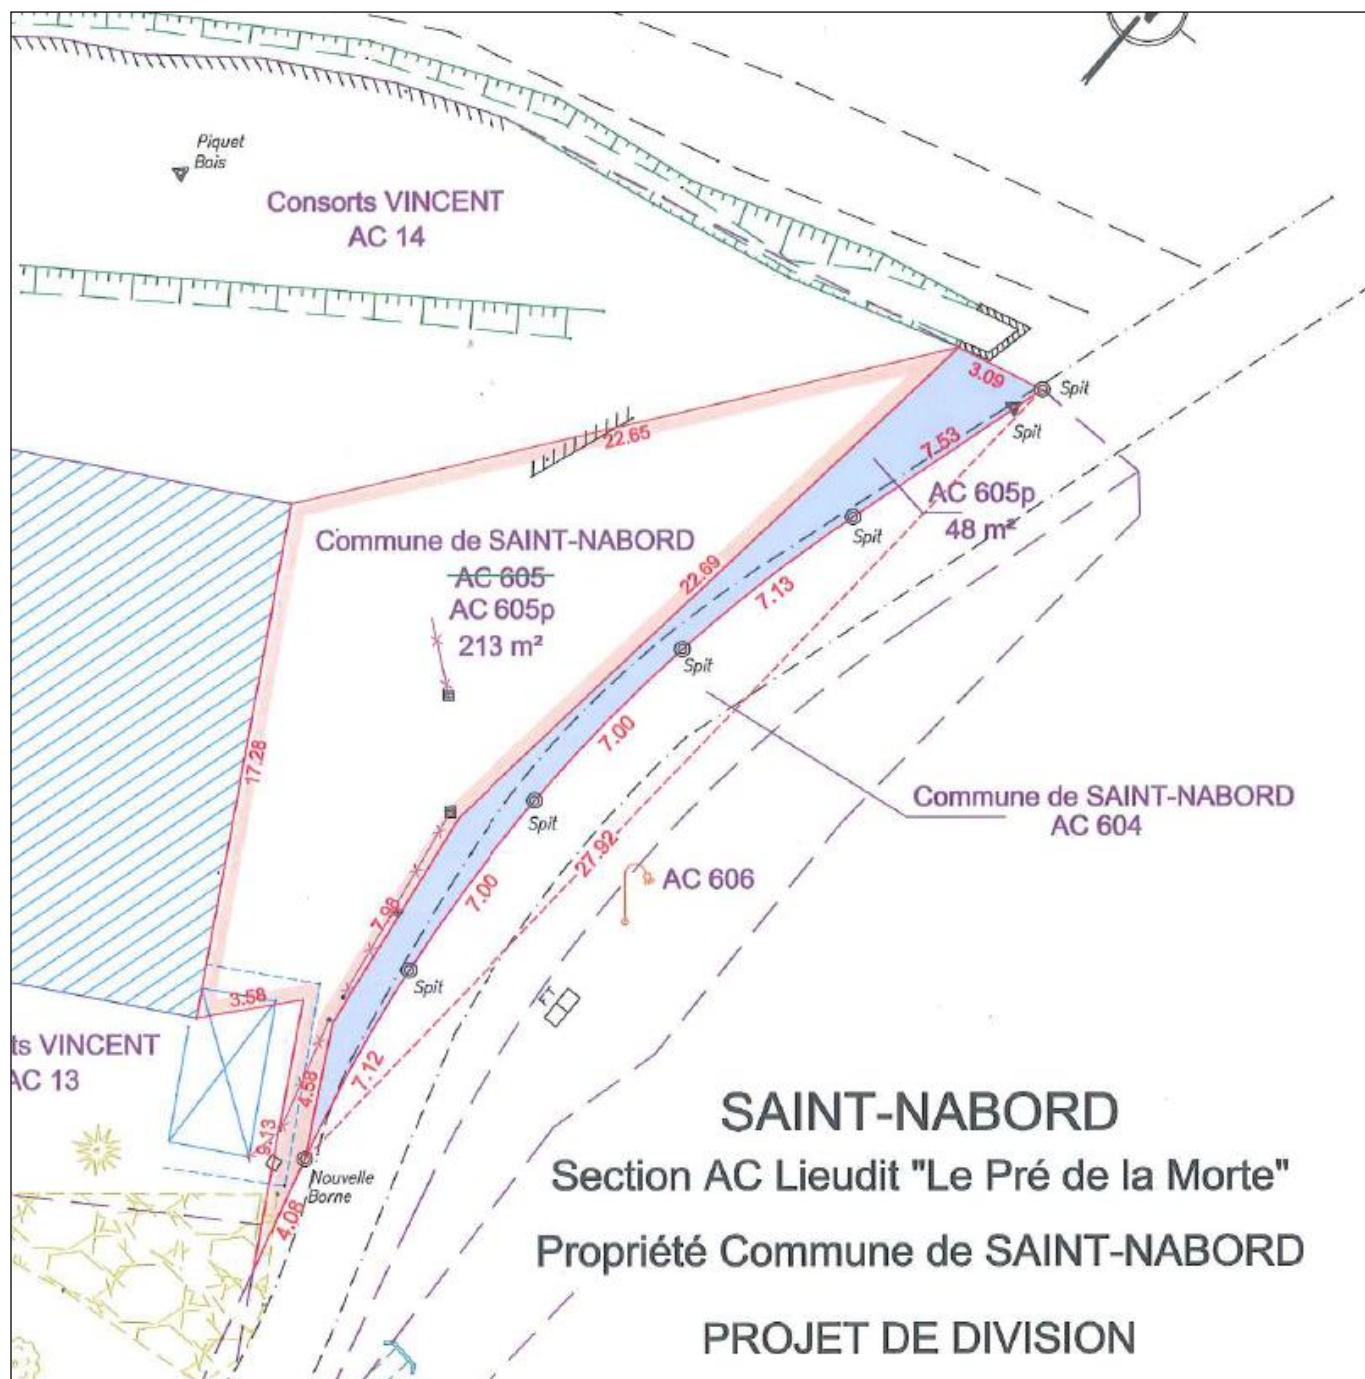 Piquet
Bois
Consorts VINCENT
AC 14
3.09
Spit
Spit
22.65
7.53
AC 605p
48 m²
Spit
Commune de SAINT-NABORD
AC 605
AC 605p
213 m²
22.69
7.13
Spit
7.00
17.28
Commune de SAINT-NABORD
AC 604
Spit
27.92
AC 606
7.00
7.98
Spit
FT
3.58
ts VINCENT
AC 13
7.12
4.58
9.13
Nouvelle
Borne
4.08
SAINT-NABORD
Section AC Lieudit "Le Pré de la Morte"
Propriété Commune de SAINT-NABORD
PROJET DE DIVISION